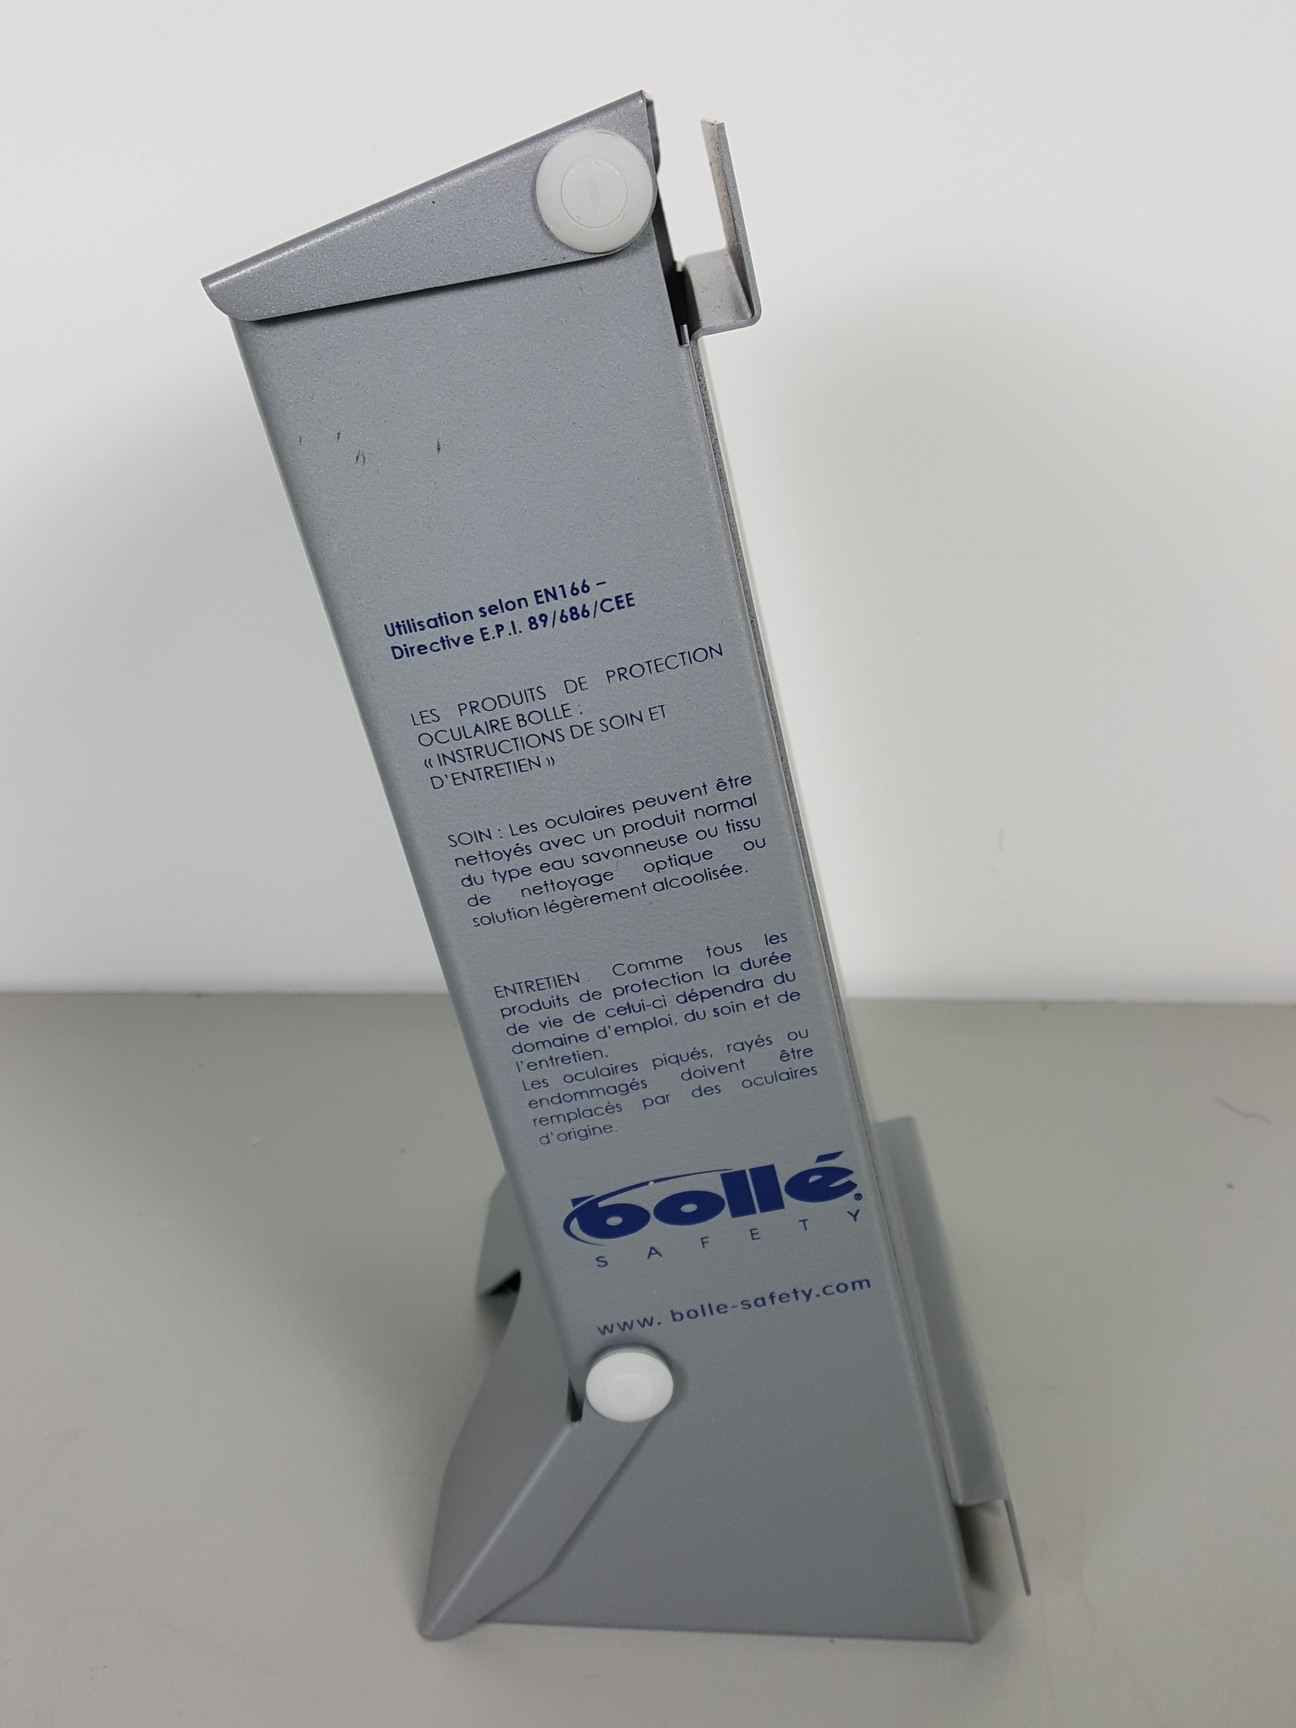 Utilisation selon EN166 –
Directive E.P.I. 89/686/CEE
LES PRODUITS DE PROTECTION
OCULAIRE BOLLE :
« INSTRUCTIONS DE SOIN ET
D'ENTRETIEN »
SOIN : Les oculaires peuvent être
nettoyés avec un produit normal
du type eau savonneuse ou tissu
de nettoyage optique ou
solution légèrement alcoolisée.
ENTRETIEN . Comme tous les
produits de protection la durée
de vie de celui-ci dépendra du
domaine d'emploi, du soin et de
l'entretien.
Les oculaires piqués, rayés ou
endommagés doivent être
remplacés par des oculaires
d'origine.
bollé®
SAFETY
www. bolle-safety.com